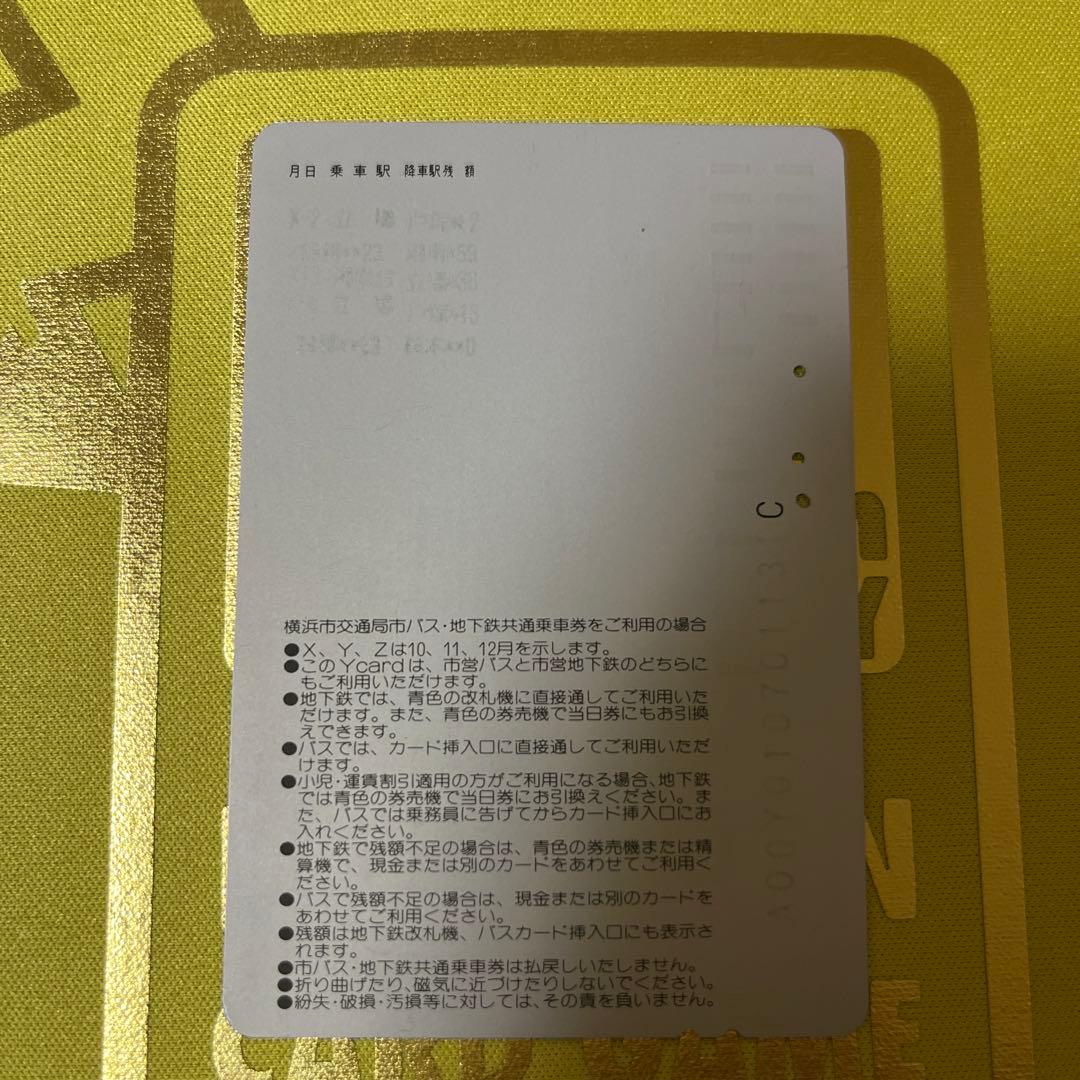 月日 乗車駅 降車駅残 額
C
A00Y0107011 3
横浜市交通局市バス・地下鉄共通乗車券をご利用の場合
●X、Y、Zは10、11、12月を示します。
●このYcardは、市営バスと市営地下鉄のどちらに
もご利用いただけます。
●地下鉄では、青色の改札機に直接通してご利用いた
だけます。また、青色の券売機で当日券にもお引換
えできます。
●バスでは、カード挿入口に直接通してご利用いただ
けます。
●小児・運賃割引適用の方がご利用になる場合、地下鉄
では青色の券売機で当日券にお引換えください。ま
た、バスでは乗務員に告げてからカード挿入口にお
入れください。
●地下鉄で残額不足の場合は、青色の券売機または精
算機で、現金または別のカードをあわせてご利用く
ださい。
●バスで残額不足の場合は、現金または別のカードを
あわせてご利用ください。
●残額は地下鉄改札機、バスカード挿入口にも表示さ
れます。
●市バス・地下鉄共通乗車券は払戻しいたしません。
●折り曲げたり、磁気に近づけたりしないでください。
●紛失・破損・汚損等に対しては、その責を負いません。
CARD GAME